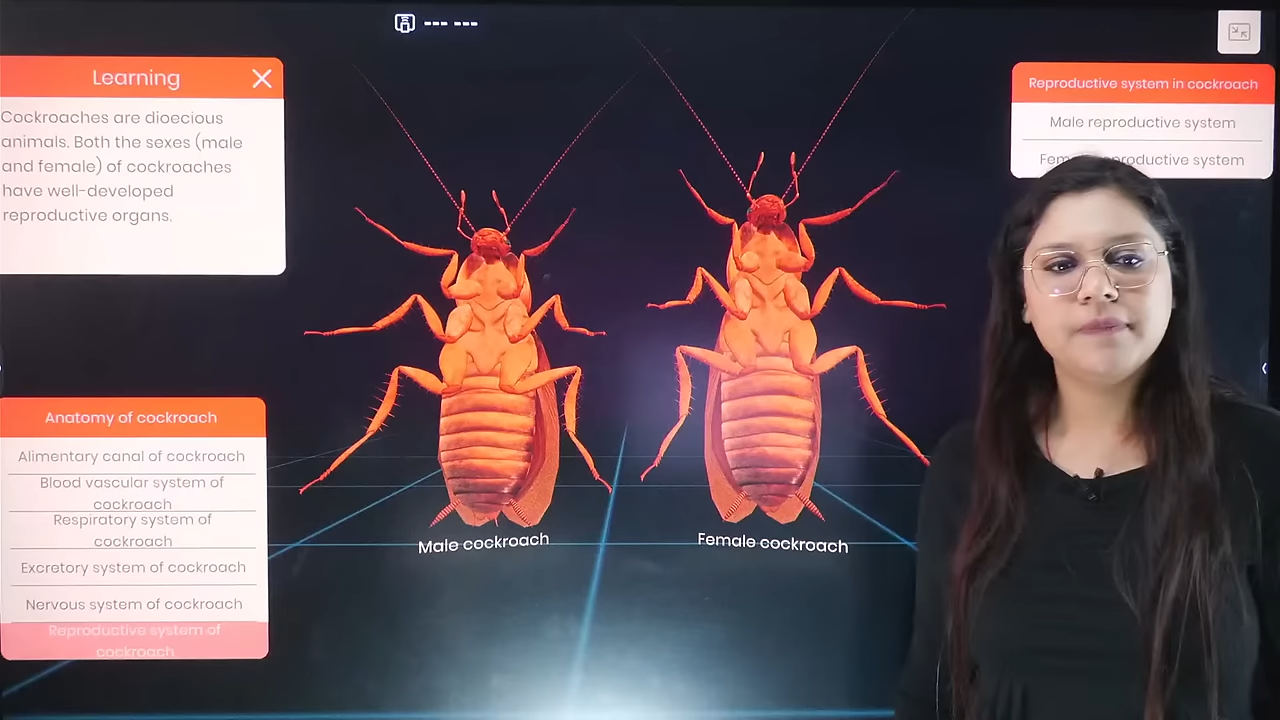 Learning
Cockroaches are dioecious
animals. Both the sexes (male
and female) of cockroaches
have well-developed
reproductive organs.
Reproductive system in cockroach
Male reproductive system
reproductive system
Anatomy of cockroach
Alimentary canal of cockroach
Blood vascular system of
cockroach
Respiratory system of
cockroach
Excretory system of cockroach
Nervous system of cockroach
Reproductive system of
cockroach
Male cockroach
Female cockroach